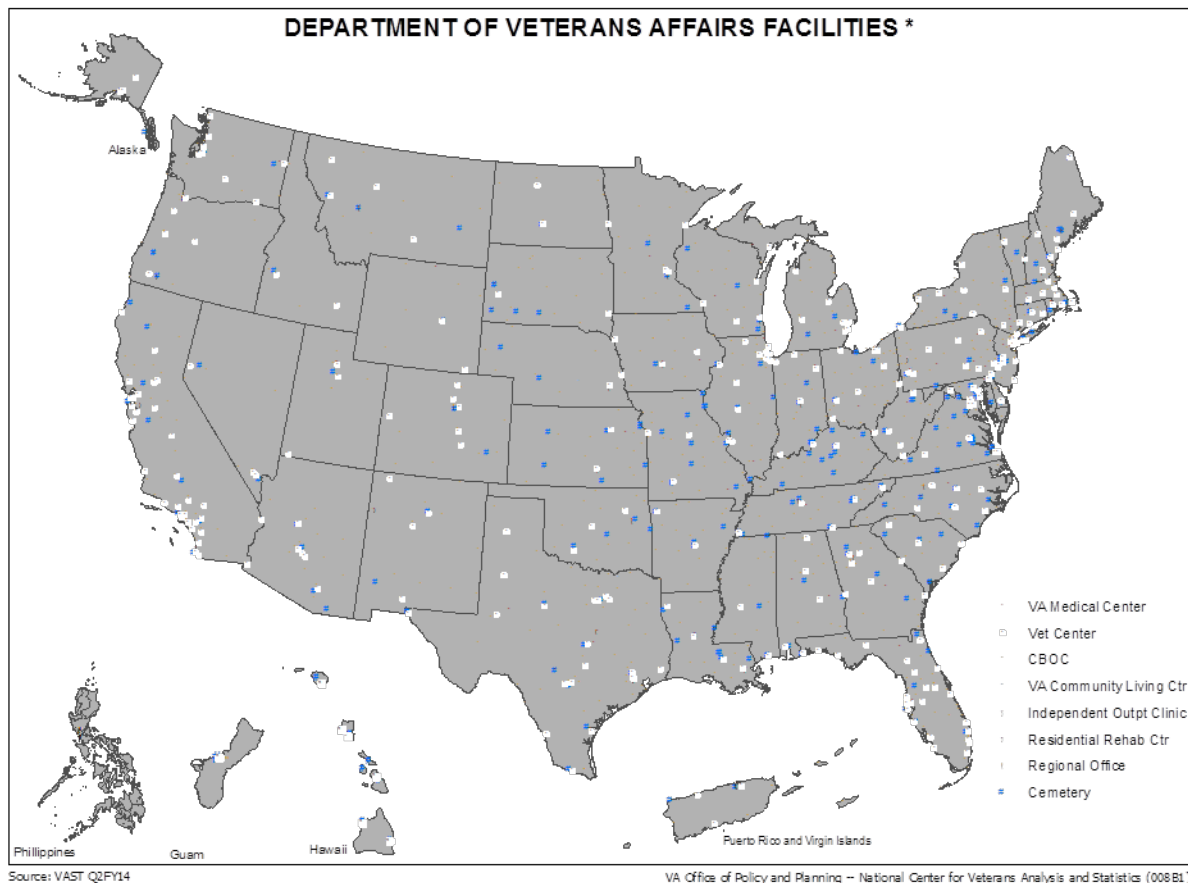 DEPARTMENT OF VETERANS AFFAIRS FACILITIES *
Alaska
VA Medical Center
Vet Center
CBOC
VA Community Living Ctr
Independent Outpt Clinic
Residential Rehab Ctr
Regional Office
Cemetery
Phillippines
Guam
Hawaii
Puerto Rico and Virgin Islands
Source: VAST Q2FY14
VA Office of Policy and Planning -- National Center for Veterans Analysis and Statistics (008B1)